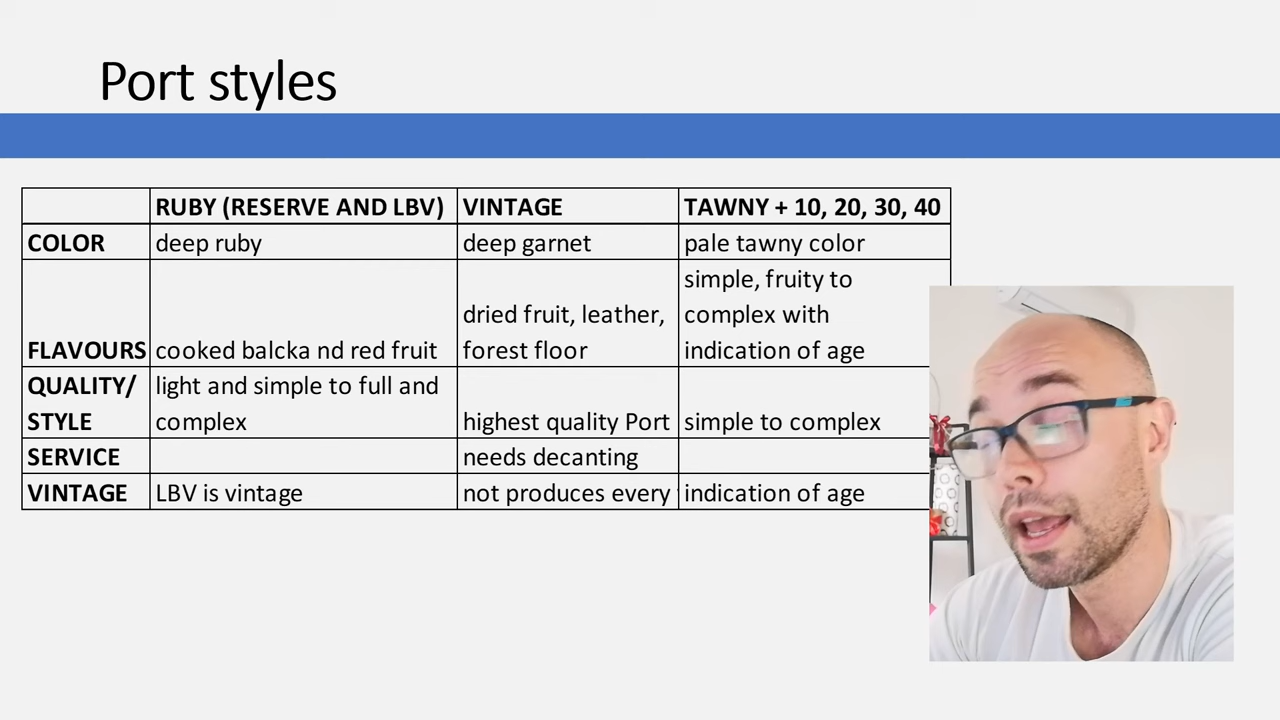 Port styles
RUBY (RESERVE AND LBV) VINTAGE TAWNY + 10, 20, 30, 40
COLOR deep ruby deep garnet pale tawny color
simple, fruity to
dried fruit, leather, complex with
FLAVOURS cooked balcka nd red fruit forest floor indication of age
QUALITY/ light and simple to full and
STYLE complex highest quality Port simple to complex
SERVICE needs decanting
VINTAGE LBV is vintage not produces every indication of age